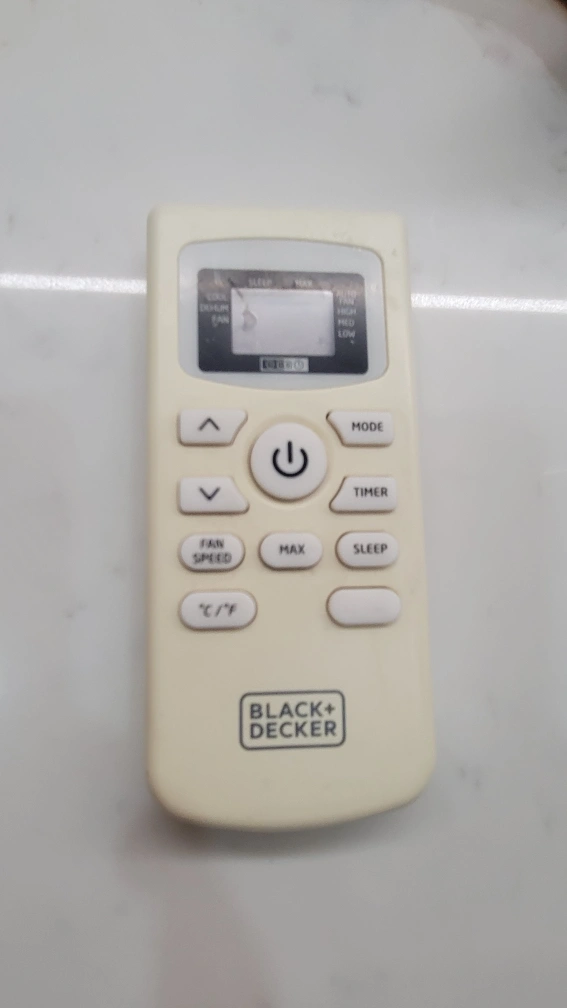 SLEEP MAX
COOL
DEHUM
FAN
AUTO
FAN
HIGH
MED
LOW
MODE
TIMER
FAN
SPEED
MAX
SLEEP
°C/°F
BLACK+
DECKER